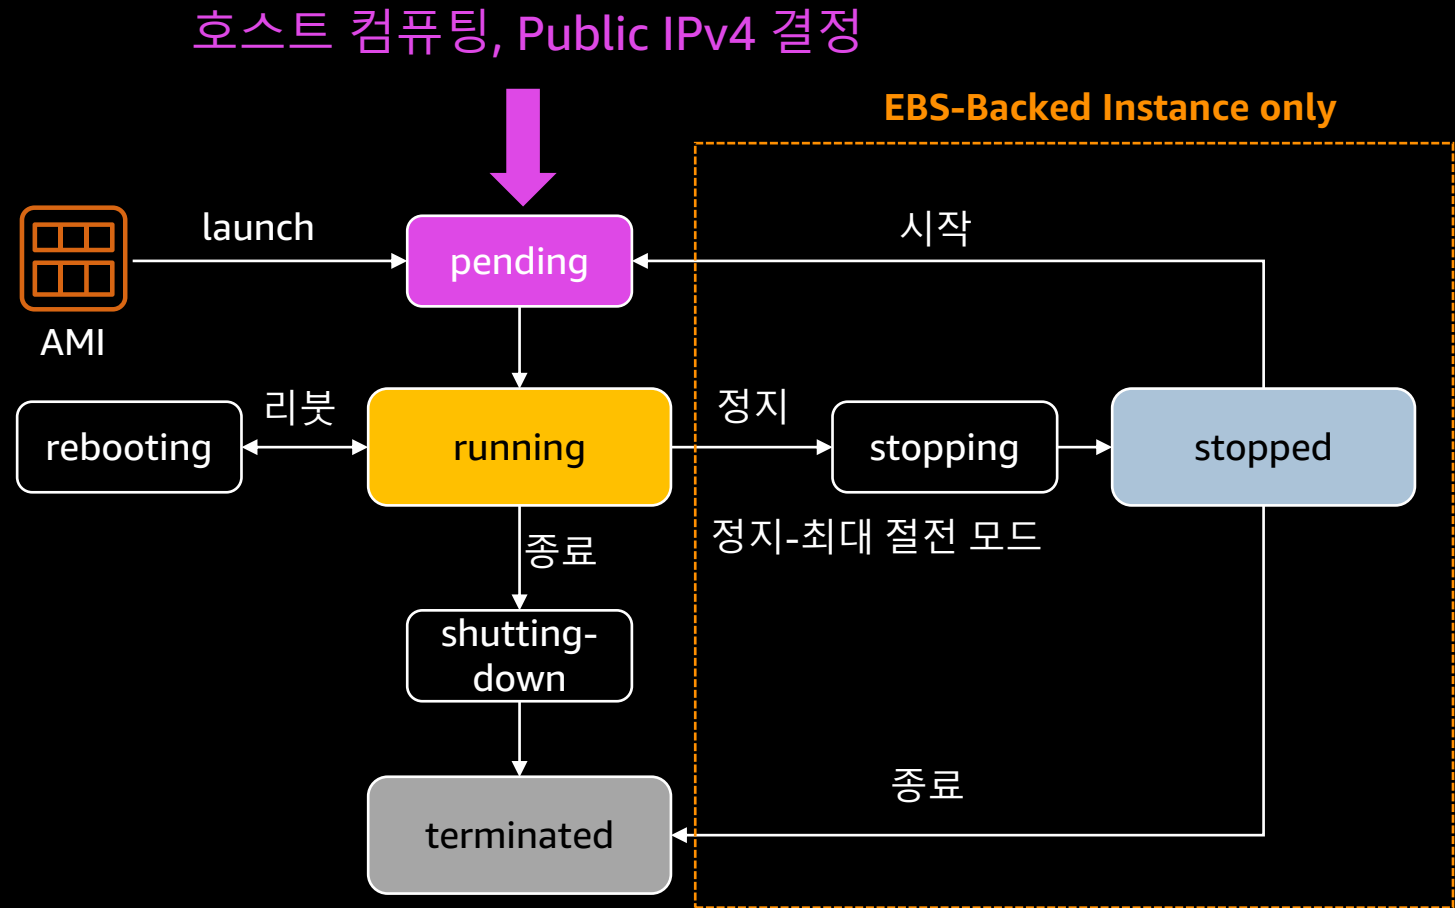 호스트 컴퓨팅, Public IPv4 결정
EBS-Backed Instance only
launch
pending
시작
AMI
rebooting
리붓
running
정지
stopping
stopped
정지-최대 절전 모드
종료
shutting-
down
종료
terminated